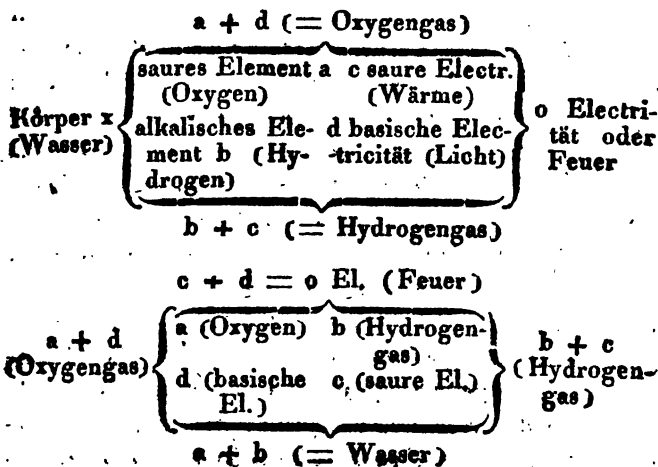 a + d (= Oxygengas)
saures Element a c saure Electr.
(Oxygen) (Wärme)
Körper x
(Wasser)
alkalisches Ele- d basische Elec-
ment b (Hy- tricität (Licht)
drogen)
o Electri-
tät oder
Feuer
b + c (= Hydrogengas)
c + d = o El. (Feuer)
a + d
(Oxygengas)
a (Oxygen) b (Hydrogen-
gas)
d (basische c (saure El.)
El.)
b + c
(Hydrogen-
gas)
a + b (= Wasser)